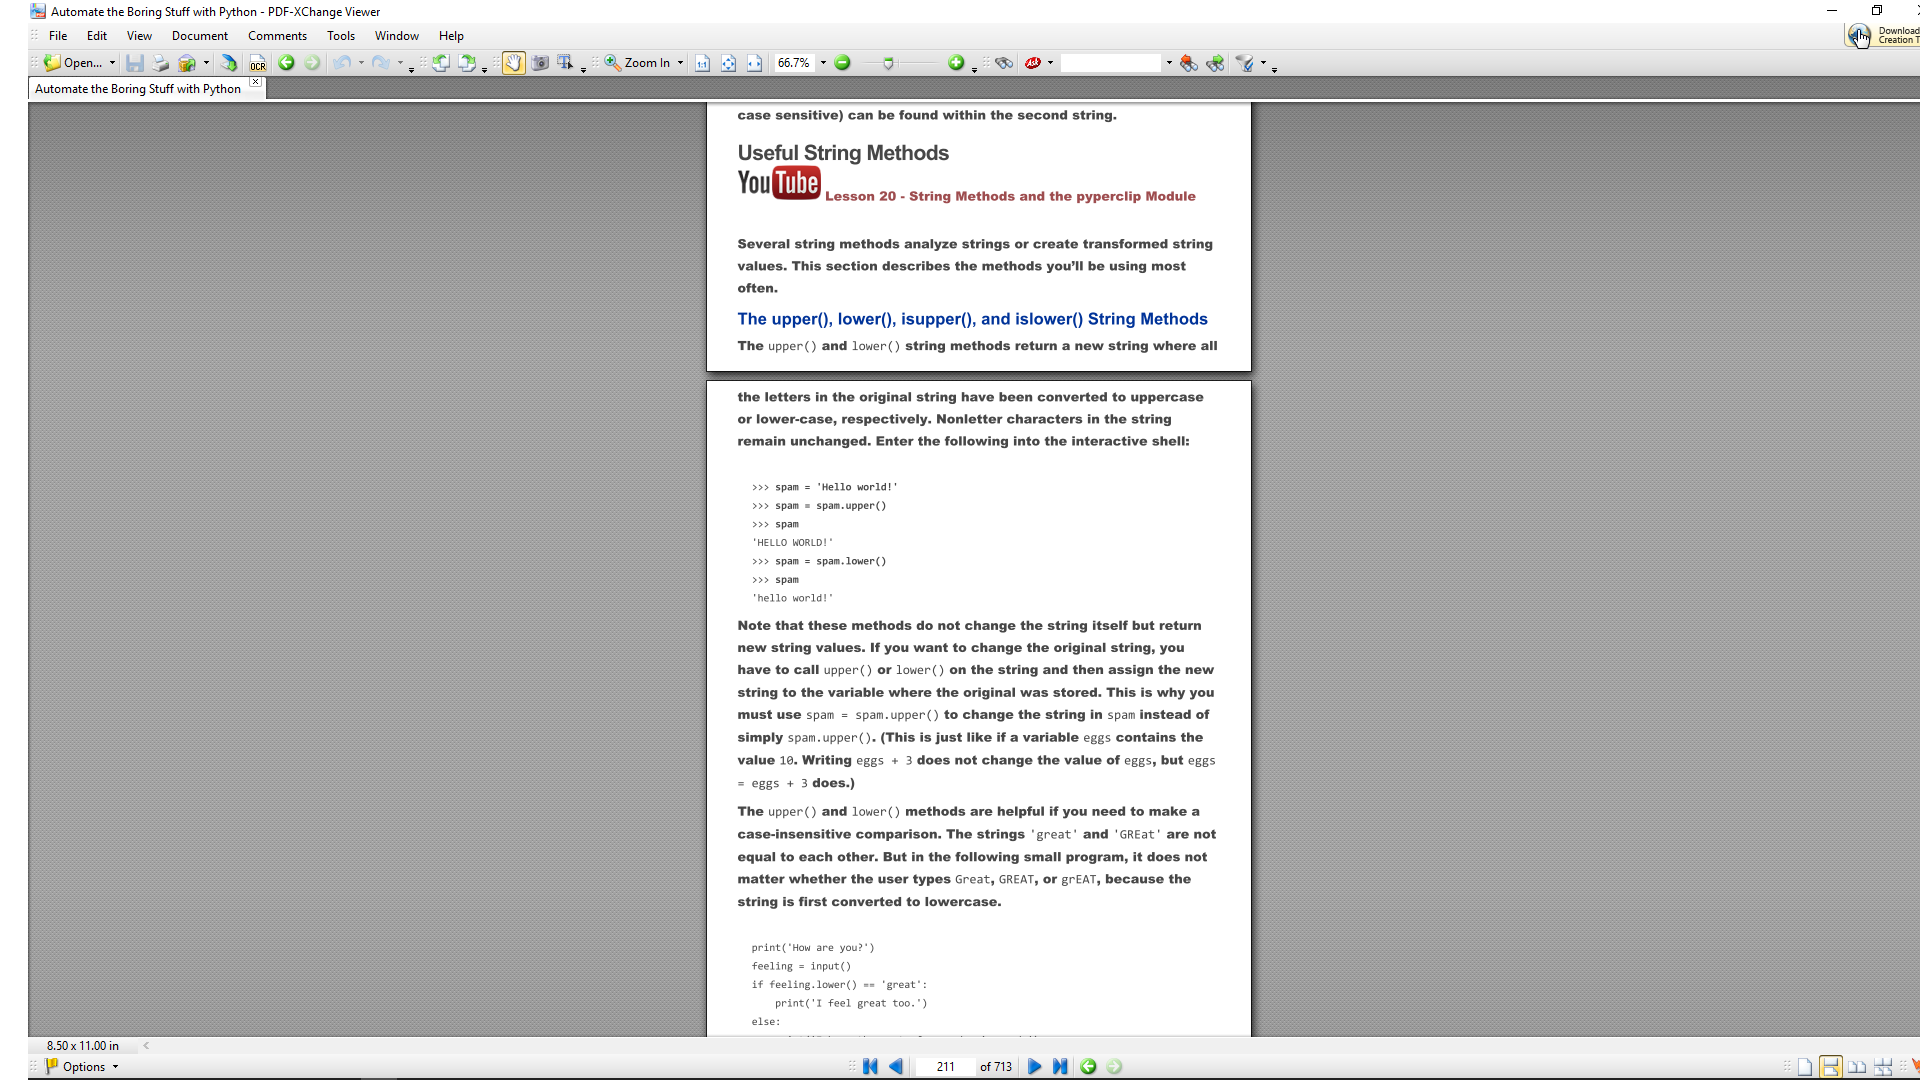 Automate the Boring Stuff with Python - PDF-XChange Viewer
File Edit View Document Comments Tools Window Help
Download
Creation T
Open... OCR Zoom In 1:1 66.7% Ask
Automate the Boring Stuff with Python
case sensitive) can be found within the second string.
Useful String Methods
YouTube Lesson 20 - String Methods and the pyperclip Module
Several string methods analyze strings or create transformed string
values. This section describes the methods you’ll be using most
often.
The upper(), lower(), isupper(), and islower() String Methods
The upper() and lower() string methods return a new string where all
the letters in the original string have been converted to uppercase
or lower-case, respectively. Nonletter characters in the string
remain unchanged. Enter the following into the interactive shell:
>>> spam = 'Hello world!'
>>> spam = spam.upper()
>>> spam
'HELLO WORLD!'
>>> spam = spam.lower()
>>> spam
'hello world!'
Note that these methods do not change the string itself but return
new string values. If you want to change the original string, you
have to call upper() or lower() on the string and then assign the new
string to the variable where the original was stored. This is why you
must use spam = spam.upper() to change the string in spam instead of
simply spam.upper(). (This is just like if a variable eggs contains the
value 10. Writing eggs + 3 does not change the value of eggs, but eggs
= eggs + 3 does.)
The upper() and lower() methods are helpful if you need to make a
case-insensitive comparison. The strings 'great' and 'GREat' are not
equal to each other. But in the following small program, it does not
matter whether the user types Great, GREAT, or grEAT, because the
string is first converted to lowercase.
print('How are you?')
feeling = input()
if feeling.lower() == 'great':
    print('I feel great too.')
else:
8.50 x 11.00 in
Options 211 of 713